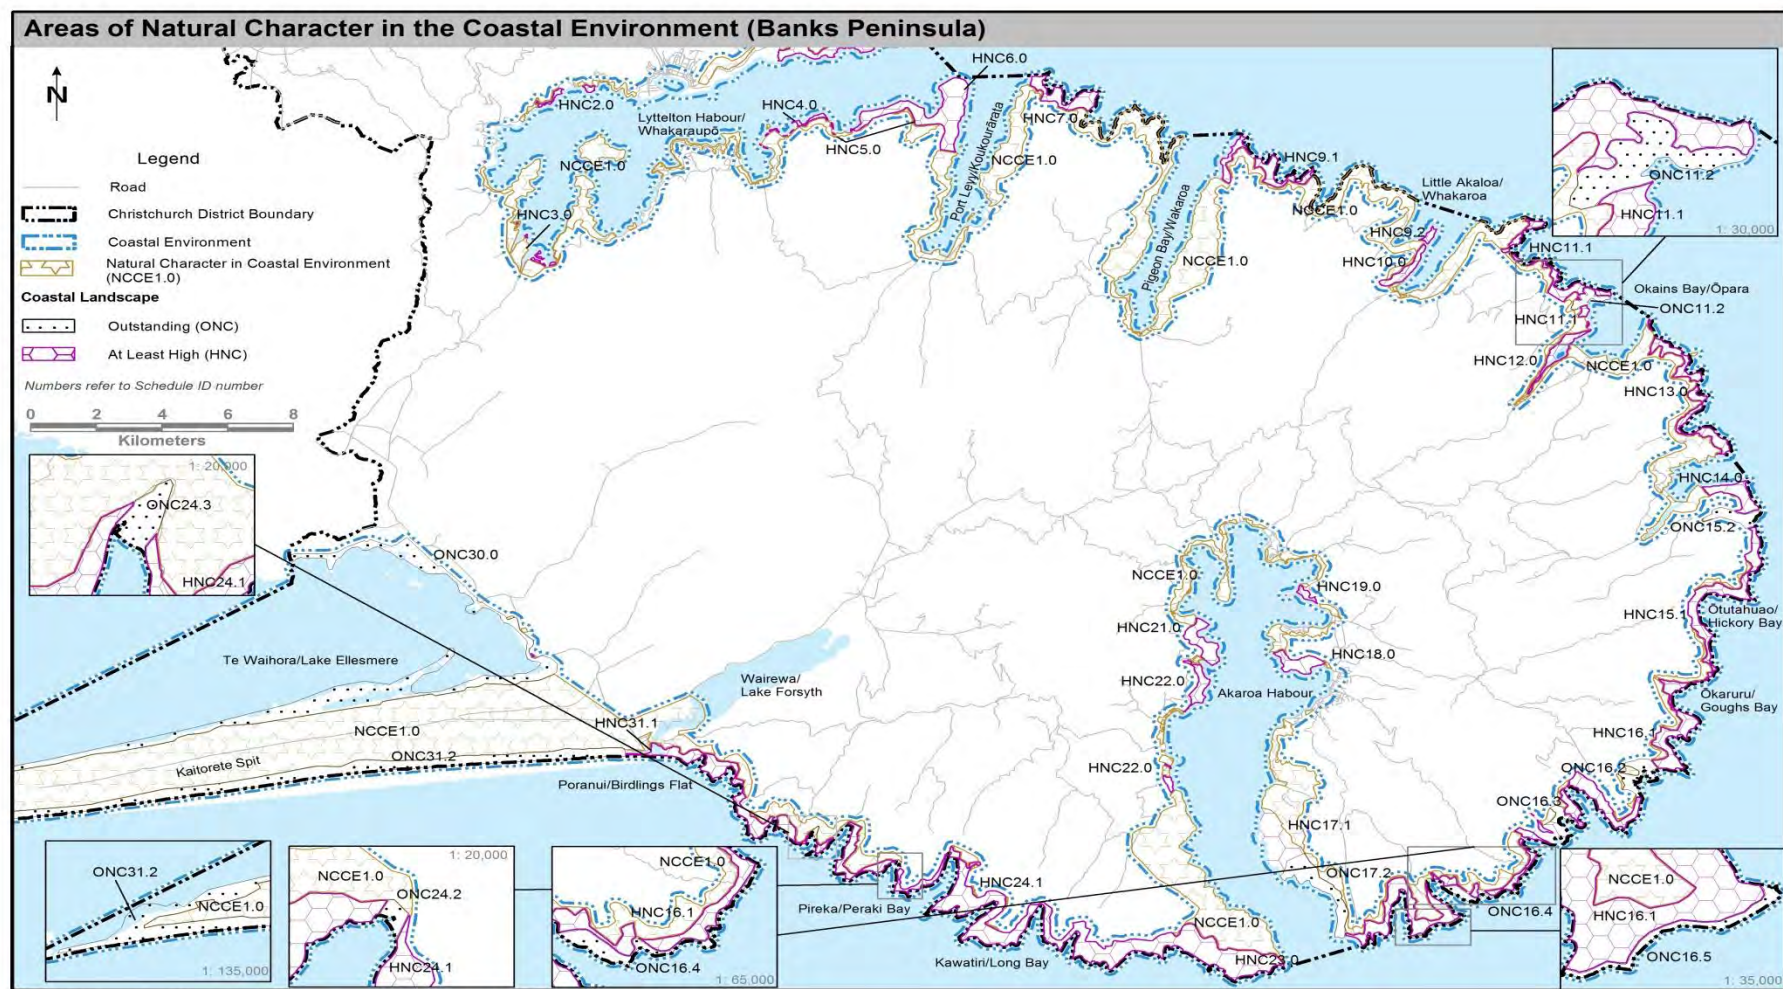 Areas of Natural Character in the Coastal Environment (Banks Peninsula)
N
Legend
Road
Christchurch District Boundary
Coastal Environment
Natural Character in Coastal Environment
(NCCE1.0)
Coastal Landscape
Outstanding (ONC)
At Least High (HNC)
Numbers refer to Schedule ID number
0 2 4 6 8
Kilometers
HNC2.0
Lyttelton Habour/
Whakaraupō
HNC4.0
HNC5.0
HNC6.0
HNC7.0
NCCE1.0
HNC3.0
Port Levy/Koukourārata
NCCE1.0
Pigeon Bay/Wakaroa
NCCE1.0
HNC9.1
NCCE1.0
Little Akaloa/
Whakaroa
HNC9.2
HNC10.0
HNC11.1
Okains Bay/Ōpara
ONC11.2
HNC11.1
HNC12.0
NCCE1.0
HNC13.0
HNC14.0
ONC15.2
HNC15.1
Ōtutahuao/
Hickory Bay
Ōkaruru/
Goughs Bay
HNC16.1
ONC16.2
ONC16.3
ONC16.4
ONC11.2
HNC11.1
1: 30,000
1: 20,000
ONC24.3
HNC24.1
ONC30.0
Te Waihora/Lake Ellesmere
Wairewa/
Lake Forsyth
HNC31.1
NCCE1.0
Kaitorete Spit
ONC31.2
Poranui/Birdlings Flat
NCCE1.0
HNC19.0
HNC21.0
HNC18.0
HNC22.0
Akaroa Habour
HNC22.0
HNC17.1
ONC17.2
HNC24.1
Pireka/Peraki Bay
NCCE1.0
Kawatiri/Long Bay
HNC23.0
ONC31.2
NCCE1.0
1: 135,000
1: 20,000
NCCE1.0
ONC24.2
HNC24.1
NCCE1.0
HNC16.1
ONC16.4
1: 65,000
NCCE1.0
HNC16.1
ONC16.5
1: 35,000